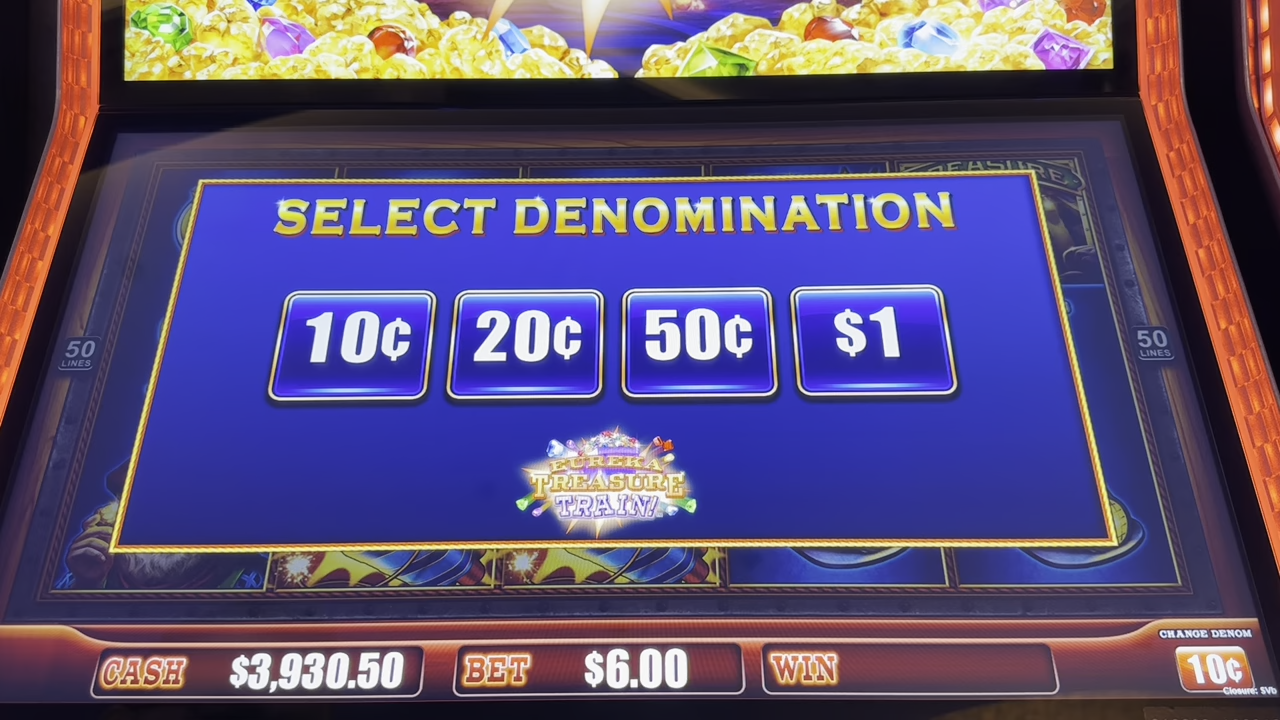 TREASURE
SELECT DENOMINATION
10¢ 20¢ 50¢ $1
50
LINES
50
LINES
EUREKA
TREASURE
TRAIN!
CHANGE DENOM
CASH $3,930.50 BET $6.00 WIN 10¢